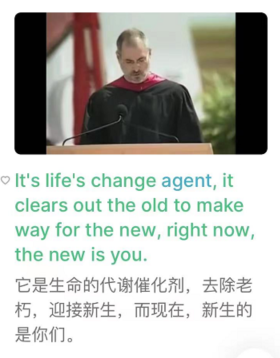 It's life's change agent, it
clears out the old to make
way for the new, right now,
the new is you.
它是生命的代谢催化剂，去除老
朽，迎接新生，而现在，新生的
是你们。